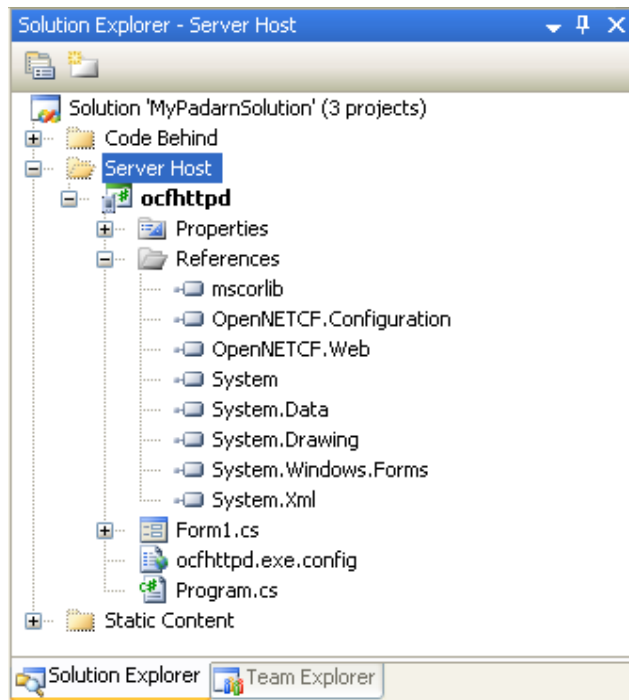 Solution Explorer - Server Host
Solution 'MyPadarnSolution' (3 projects)
Code Behind
Server Host
ocfhttpd
Properties
References
mscorlib
OpenNETCF.Configuration
OpenNETCF.Web
System
System.Data
System.Drawing
System.Windows.Forms
System.Xml
Form1.cs
ocfhttpd.exe.config
Program.cs
Static Content
Solution Explorer Team Explorer